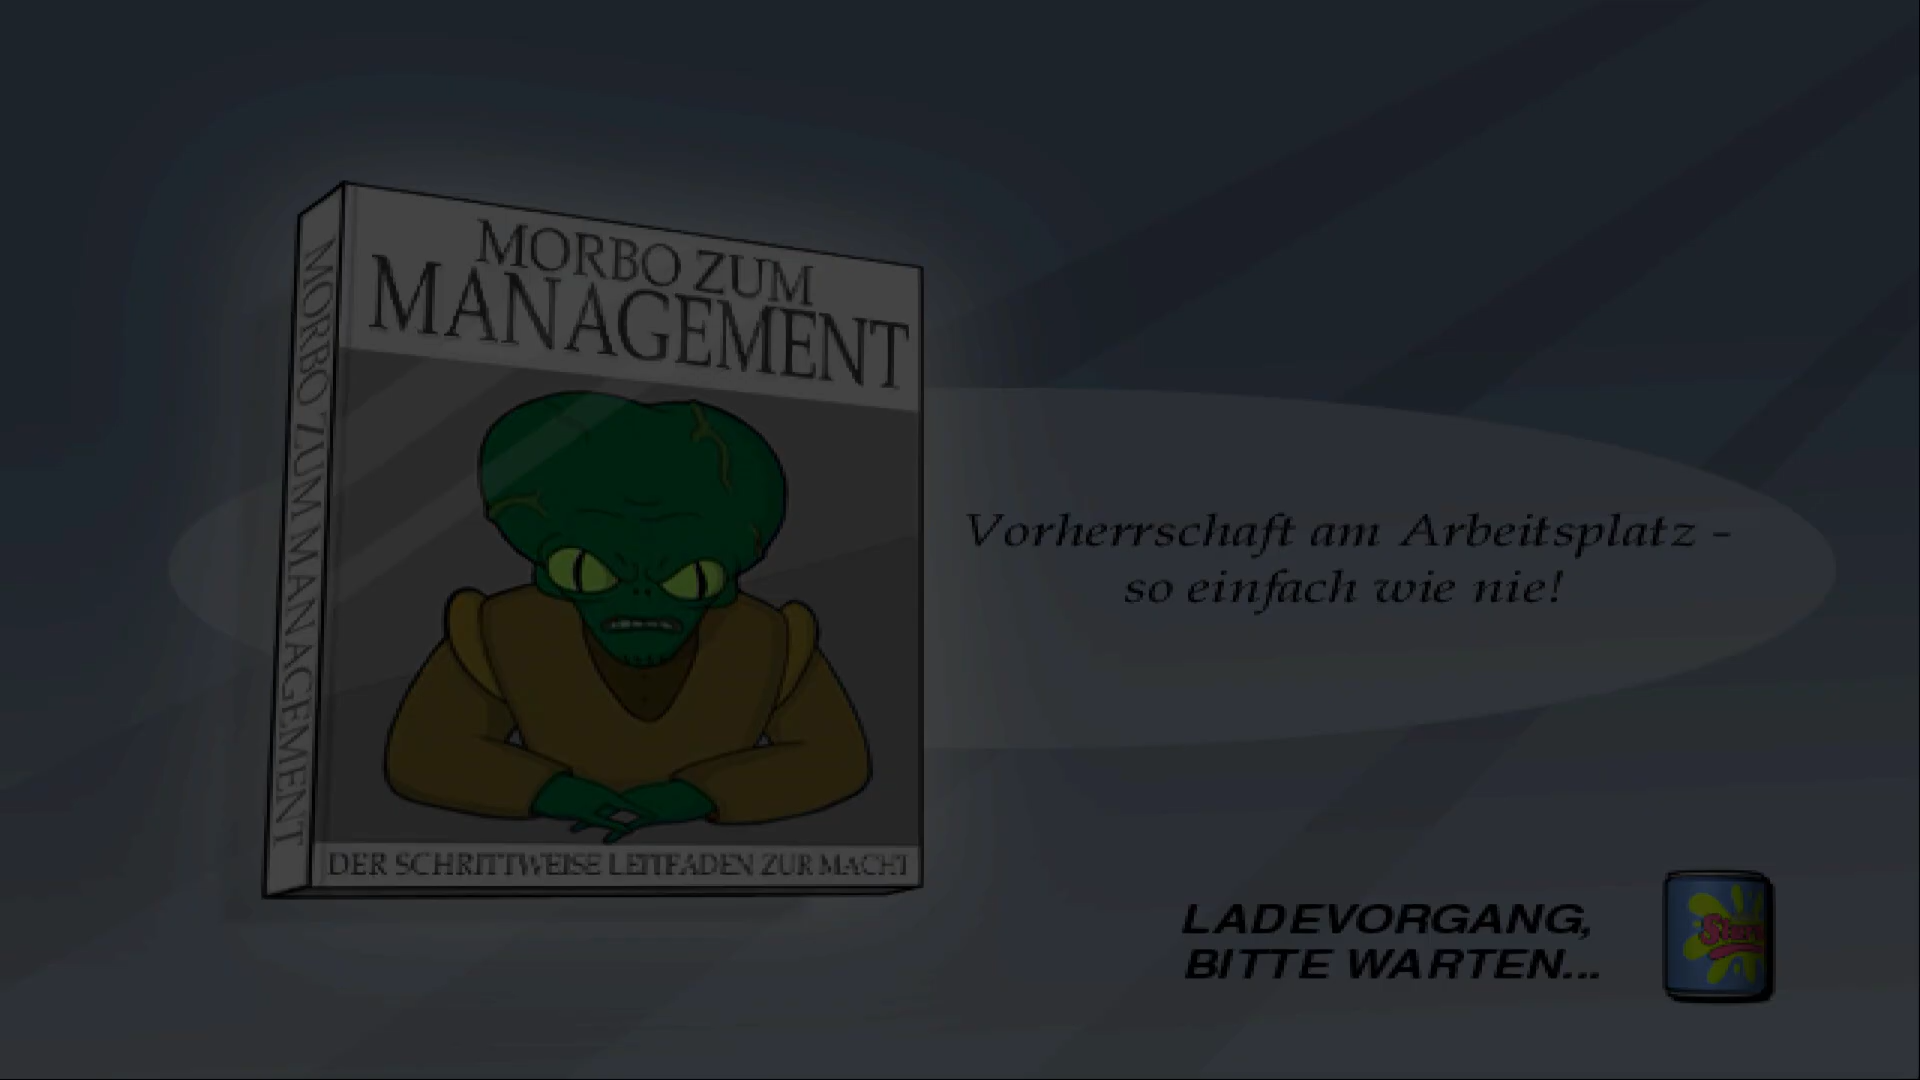 MORBO ZUM
MANAGEMENT
MORBO ZUM MANAGEMENT
DER SCHRITTWEISE LEITFADEN ZUR MACHT
Vorherrschaft am Arbeitsplatz -
so einfach wie nie!
LADEVORGANG,
BITTE WARTEN...